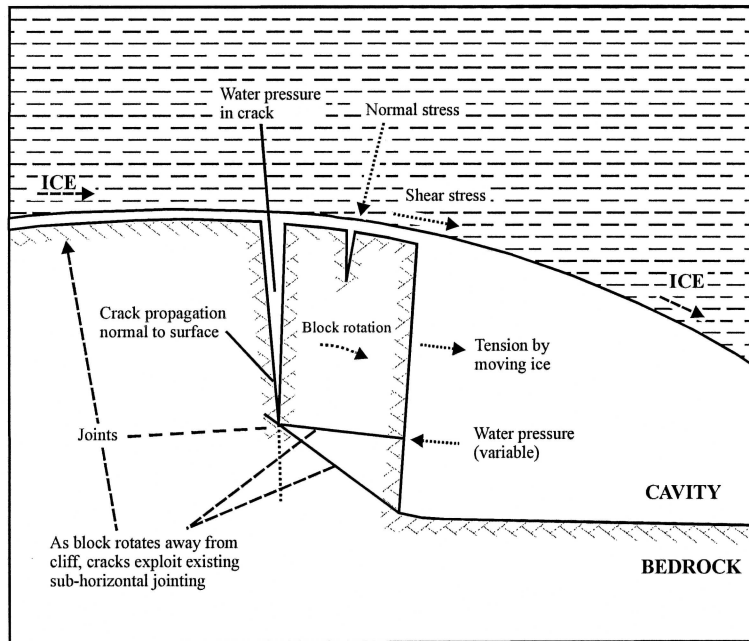 Water pressure
in crack
Normal stress
ICE
Shear stress
ICE
Crack propagation
normal to surface
Block rotation
Tension by
moving ice
Joints
Water pressure
(variable)
CAVITY
As block rotates away from
cliff, cracks exploit existing
sub-horizontal jointing
BEDROCK